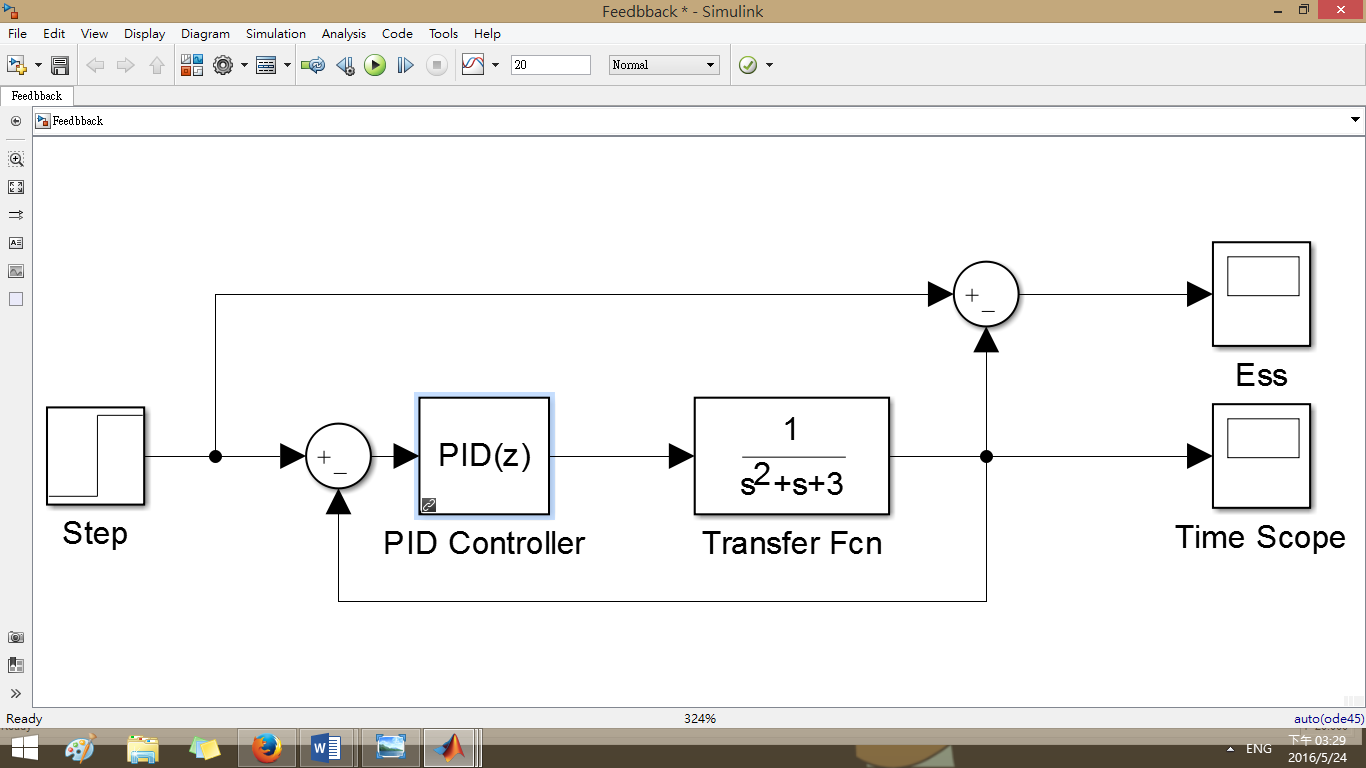 Feedbback * - Simulink
File Edit View Display Diagram Simulation Analysis Code Tools Help
20 Normal
Feedbback
Feedbback
+
−
Ess
Step
+
−
PID(z)
PID Controller
1
s²+s+3
Transfer Fcn
Time Scope
Ready 324% auto(ode45)
ENG 下午 03:29
2016/5/24